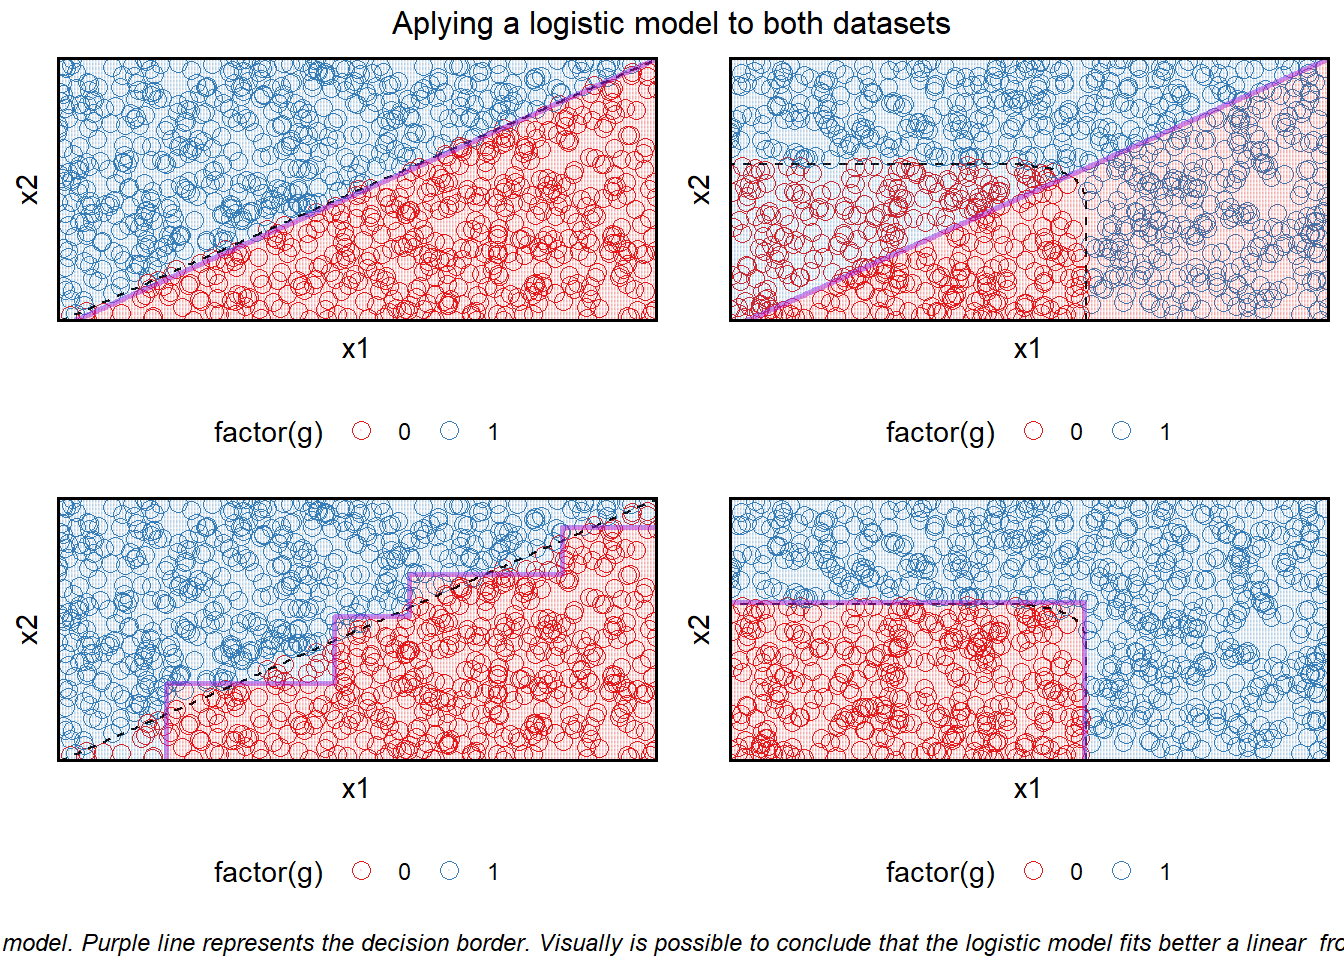 Aplying a logistic model to both datasets
x2
x1
factor(g) 0 1
x2
x1
factor(g) 0 1
x2
x1
factor(g) 0 1
x2
x1
factor(g) 0 1
model. Purple line represents the decision border. Visually is possible to conclude that the logistic model fits better a linear